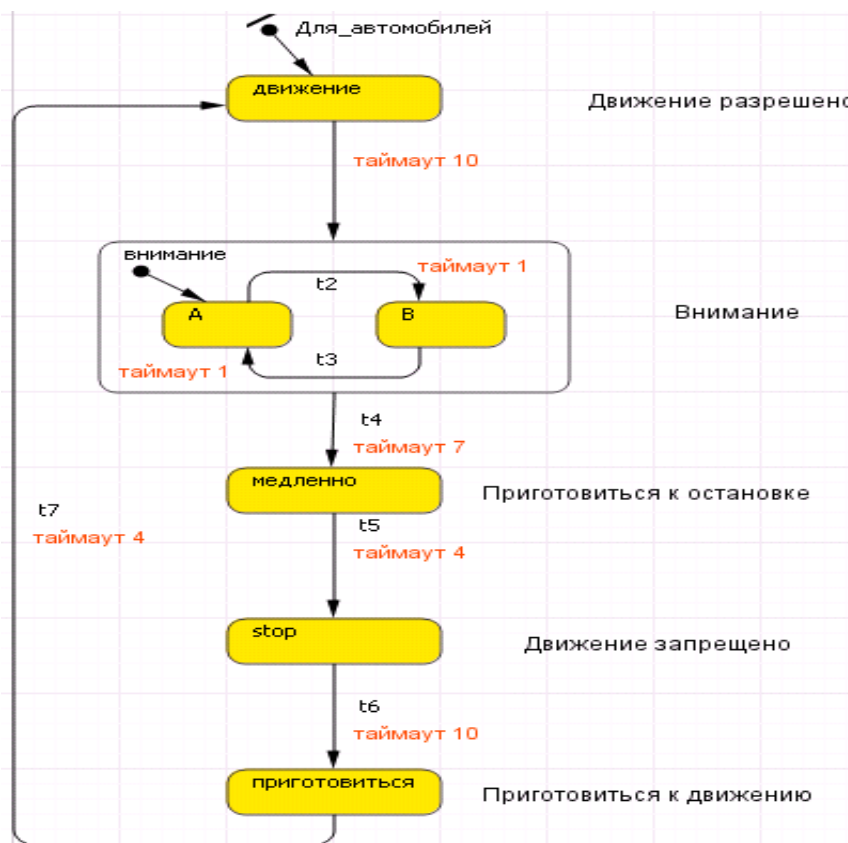 Для_автомобилей
движение
Движение разрешено
таймаут 10
внимание
таймаут 1
t2
A
B
Внимание
t3
таймаут 1
t4
таймаут 7
медленно
Приготовиться к остановке
t7
таймаут 4
t5
таймаут 4
stop
Движение запрещено
t6
таймаут 10
приготовиться
Приготовиться к движению